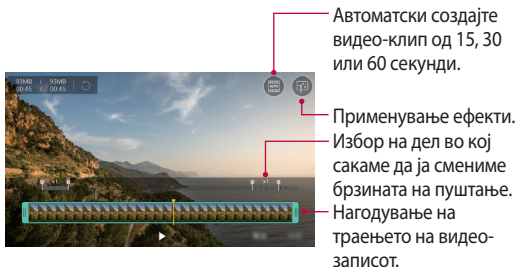 Автоматски создајте
видео-клип од 15, 30
или 60 секунди.
93MB / 93MB
00:45 / 00:45
AUTO
Применување ефекти.
Избор на дел во кој
сакаме да ја смениме
брзината на пуштање.
x1 x1
Нагодување на
траењето на видео-
записот.